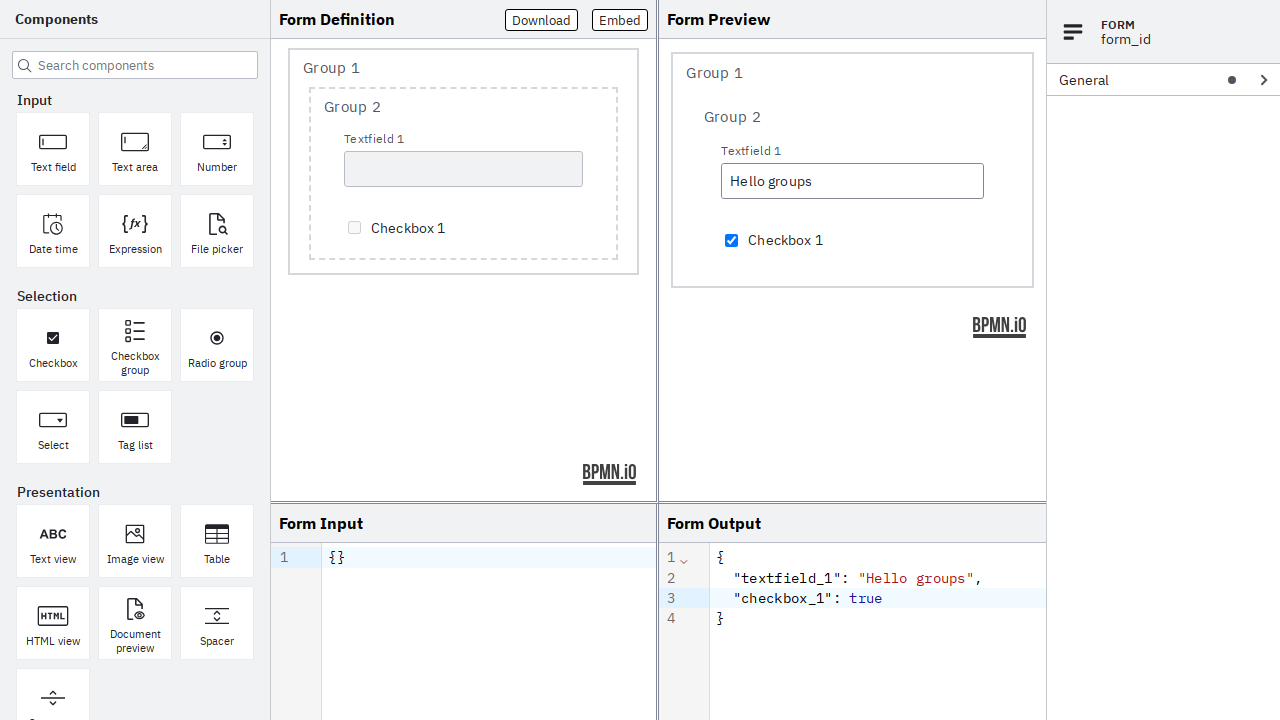 Components
Search components
Input
Text field
Text area
Number
Date time
Expression
File picker
Selection
Checkbox
Checkbox
group
Radio group
Select
Tag list
Presentation
ABC
Text view
Image view
Table
HTML
HTML view
Document
preview
Spacer
Form Definition
Download
Embed
Group 1
Group 2
Textfield 1
Checkbox 1
BPMN.iO
Form Preview
Group 1
Group 2
Textfield 1
Hello groups
Checkbox 1
BPMN.iO
Form Input
1
{}
Form Output
1 {
2 "textfield_1": "Hello groups",
3 "checkbox_1": true
4 }
FORM
form_id
General